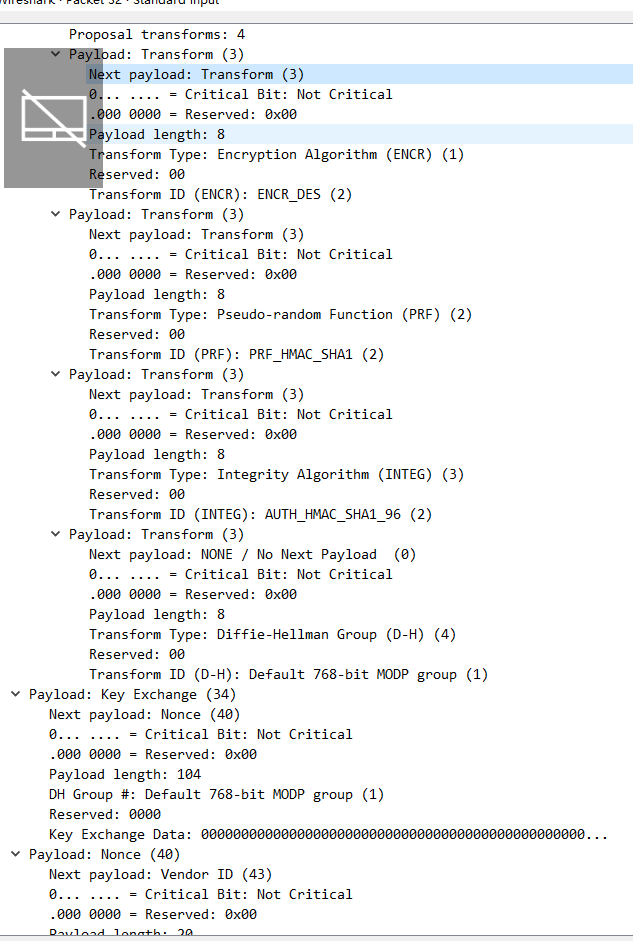 Wireshark · Packet 52 · Standard input
Proposal transforms: 4
Payload: Transform (3)
Next payload: Transform (3)
0... .... = Critical Bit: Not Critical
.000 0000 = Reserved: 0x00
Payload length: 8
Transform Type: Encryption Algorithm (ENCR) (1)
Reserved: 00
Transform ID (ENCR): ENCR_DES (2)
Payload: Transform (3)
Next payload: Transform (3)
0... .... = Critical Bit: Not Critical
.000 0000 = Reserved: 0x00
Payload length: 8
Transform Type: Pseudo-random Function (PRF) (2)
Reserved: 00
Transform ID (PRF): PRF_HMAC_SHA1 (2)
Payload: Transform (3)
Next payload: Transform (3)
0... .... = Critical Bit: Not Critical
.000 0000 = Reserved: 0x00
Payload length: 8
Transform Type: Integrity Algorithm (INTEG) (3)
Reserved: 00
Transform ID (INTEG): AUTH_HMAC_SHA1_96 (2)
Payload: Transform (3)
Next payload: NONE / No Next Payload  (0)
0... .... = Critical Bit: Not Critical
.000 0000 = Reserved: 0x00
Payload length: 8
Transform Type: Diffie-Hellman Group (D-H) (4)
Reserved: 00
Transform ID (D-H): Default 768-bit MODP group (1)
Payload: Key Exchange (34)
Next payload: Nonce (40)
0... .... = Critical Bit: Not Critical
.000 0000 = Reserved: 0x00
Payload length: 104
DH Group #: Default 768-bit MODP group (1)
Reserved: 0000
Key Exchange Data: 000000000000000000000000000000000000000000000000...
Payload: Nonce (40)
Next payload: Vendor ID (43)
0... .... = Critical Bit: Not Critical
.000 0000 = Reserved: 0x00
Payload length: 20